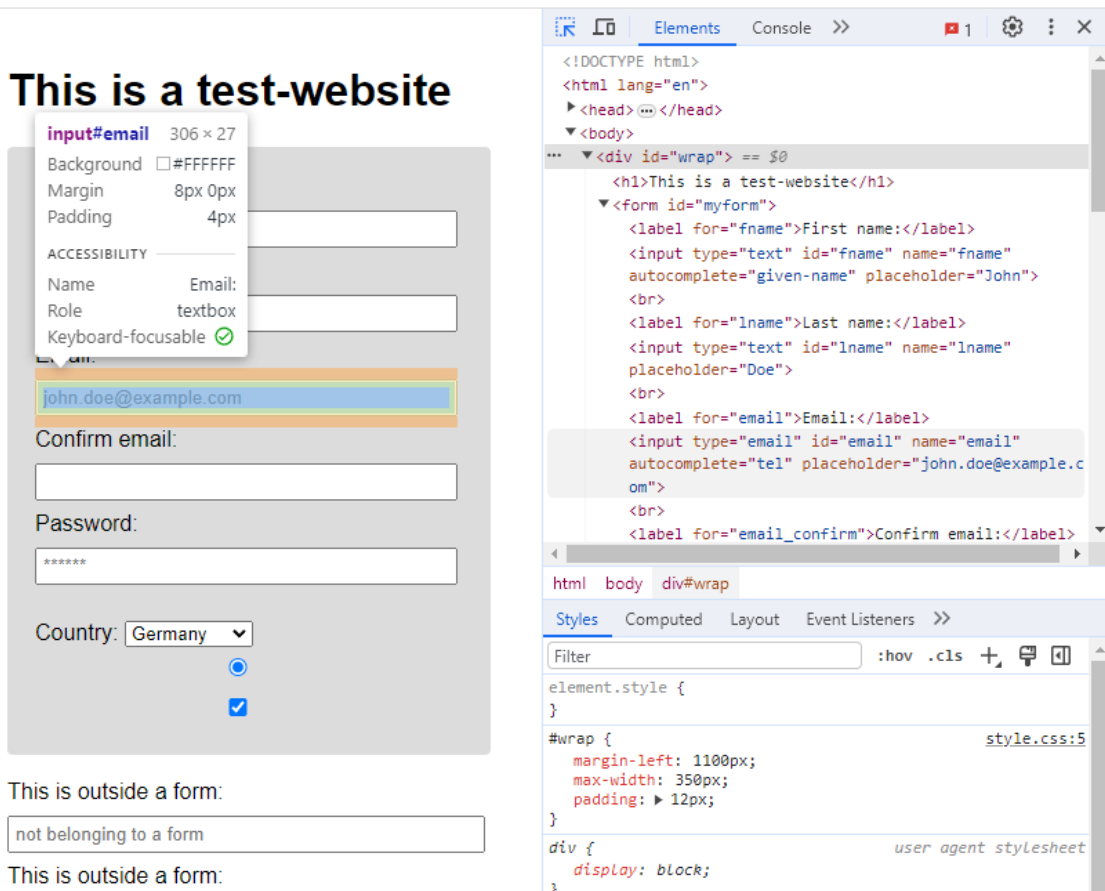 This is a test-website
input#email 306 × 27
Background #FFFFFF
Margin 8px 0px
Padding 4px
ACCESSIBILITY
Name Email:
Role textbox
Keyboard-focusable
Email:
john.doe@example.com
Confirm email:
Password:
******
Country: Germany
This is outside a form:
not belonging to a form
This is outside a form:
Elements Console 1
<!DOCTYPE html>
<html lang="en">
<head> ••• </head>
<body>
••• <div id="wrap"> == $0
<h1>This is a test-website</h1>
<form id="myform">
<label for="fname">First name:</label>
<input type="text" id="fname" name="fname"
autocomplete="given-name" placeholder="John">
<br>
<label for="lname">Last name:</label>
<input type="text" id="lname" name="lname"
placeholder="Doe">
<br>
<label for="email">Email:</label>
<input type="email" id="email" name="email"
autocomplete="tel" placeholder="john.doe@example.c
om">
<br>
<label for="email_confirm">Confirm email:</label>
html body div#wrap
Styles Computed Layout Event Listeners
Filter :hov .cls
element.style {
}
#wrap { style.css:5
margin-left: 1100px;
max-width: 350px;
padding: 12px;
}
div { user agent stylesheet
display: block;
}